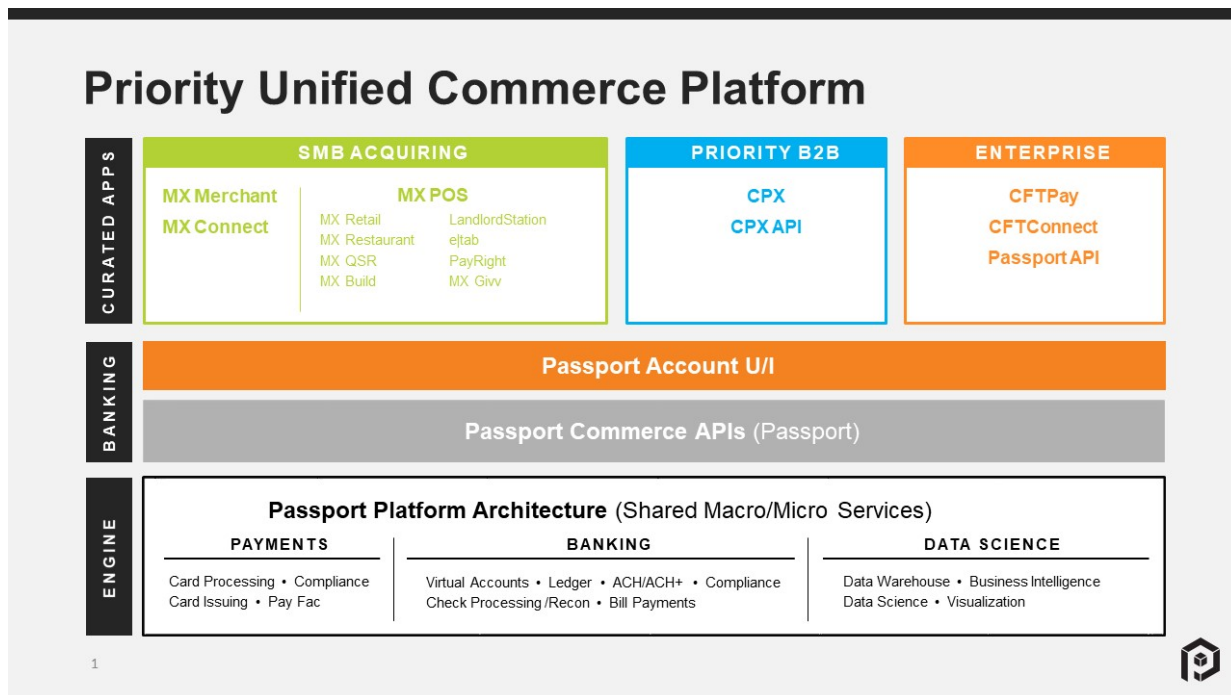 Priority Unified Commerce Platform
CURATED APPS
SMB ACQUIRING
MX Merchant
MX Connect
MX POS
MX Retail
MX Restaurant
MX QSR
MX Build
LandlordStation
e|tab
PayRight
MX Givv
PRIORITY B2B
CPX
CPX API
ENTERPRISE
CFTPay
CFTConnect
Passport API
BANKING
Passport Account U/I
Passport Commerce APIs (Passport)
ENGINE
Passport Platform Architecture (Shared Macro/Micro Services)
PAYMENTS
Card Processing • Compliance
Card Issuing • Pay Fac
BANKING
Virtual Accounts • Ledger • ACH/ACH+ • Compliance
Check Processing/Recon • Bill Payments
DATA SCIENCE
Data Warehouse • Business Intelligence
Data Science • Visualization
1